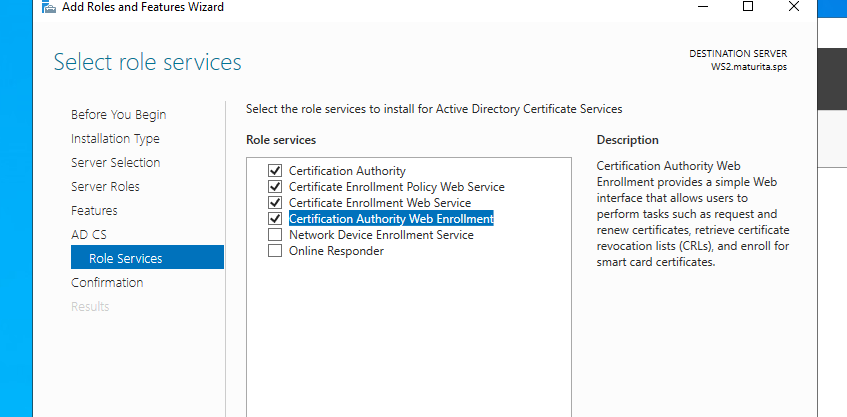 Add Roles and Features Wizard
Select role services
DESTINATION SERVER
WS2.maturita.sps
Before You Begin
Installation Type
Server Selection
Server Roles
Features
AD CS
Role Services
Confirmation
Results
Select the role services to install for Active Directory Certificate Services
Role services
Certification Authority
Certificate Enrollment Policy Web Service
Certificate Enrollment Web Service
Certification Authority Web Enrollment
Network Device Enrollment Service
Online Responder
Description
Certification Authority Web
Enrollment provides a simple Web
interface that allows users to
perform tasks such as request and
renew certificates, retrieve certificate
revocation lists (CRLs), and enroll for
smart card certificates.